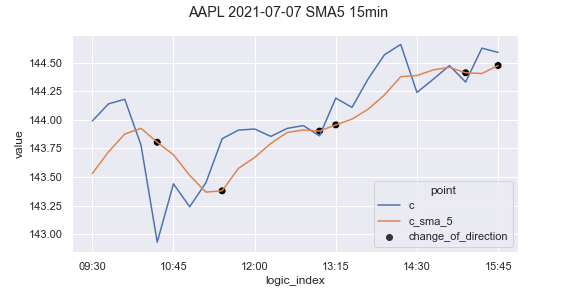 AAPL 2021-07-07 SMA5 15min
144.50
144.25
144.00
143.75
143.50
143.25
143.00
value
09:30 10:45 12:00 13:15 14:30 15:45
logic_index
point
c
c_sma_5
change_of_direction